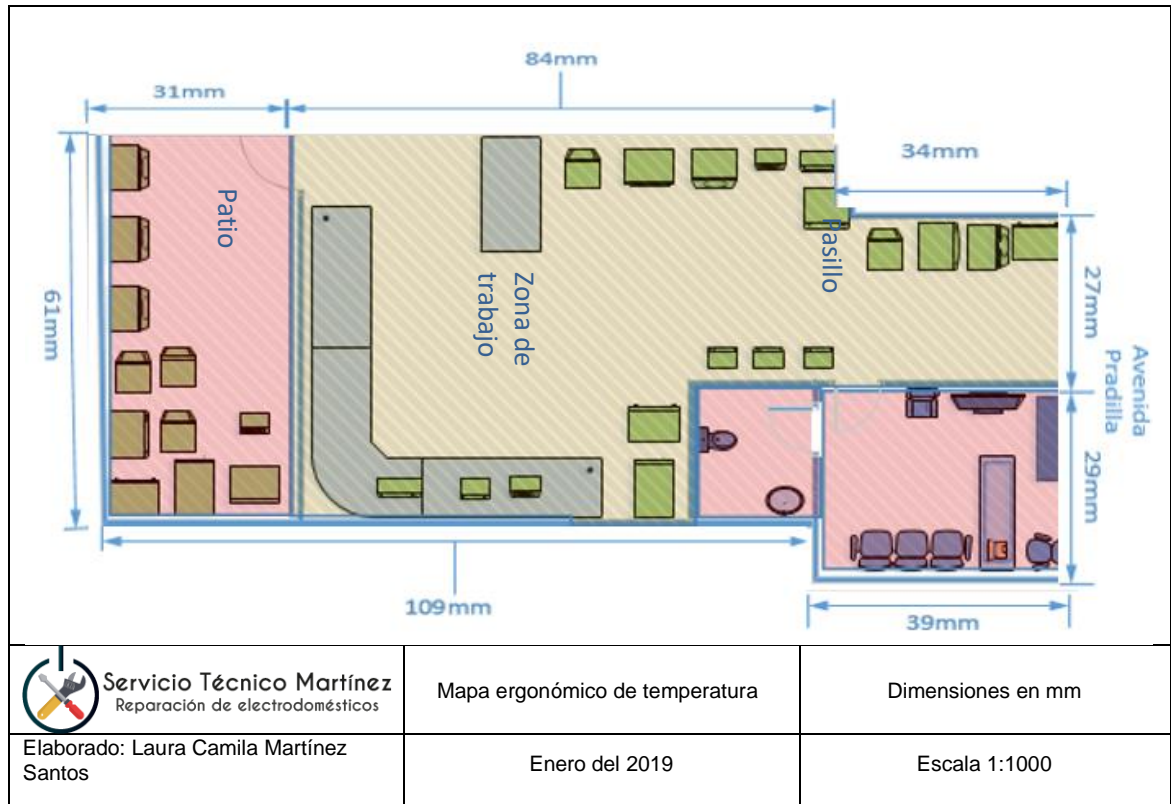 84mm
31mm
34mm
Patio
Pasillo
Zona de
trabajo
61mm
27mm
Avenida
Pradilla
29mm
109mm
39mm
Servicio Técnico Martínez
Reparación de electrodomésticos
Mapa ergonómico de temperatura
Dimensiones en mm
Elaborado: Laura Camila Martínez
Santos
Enero del 2019
Escala 1:1000